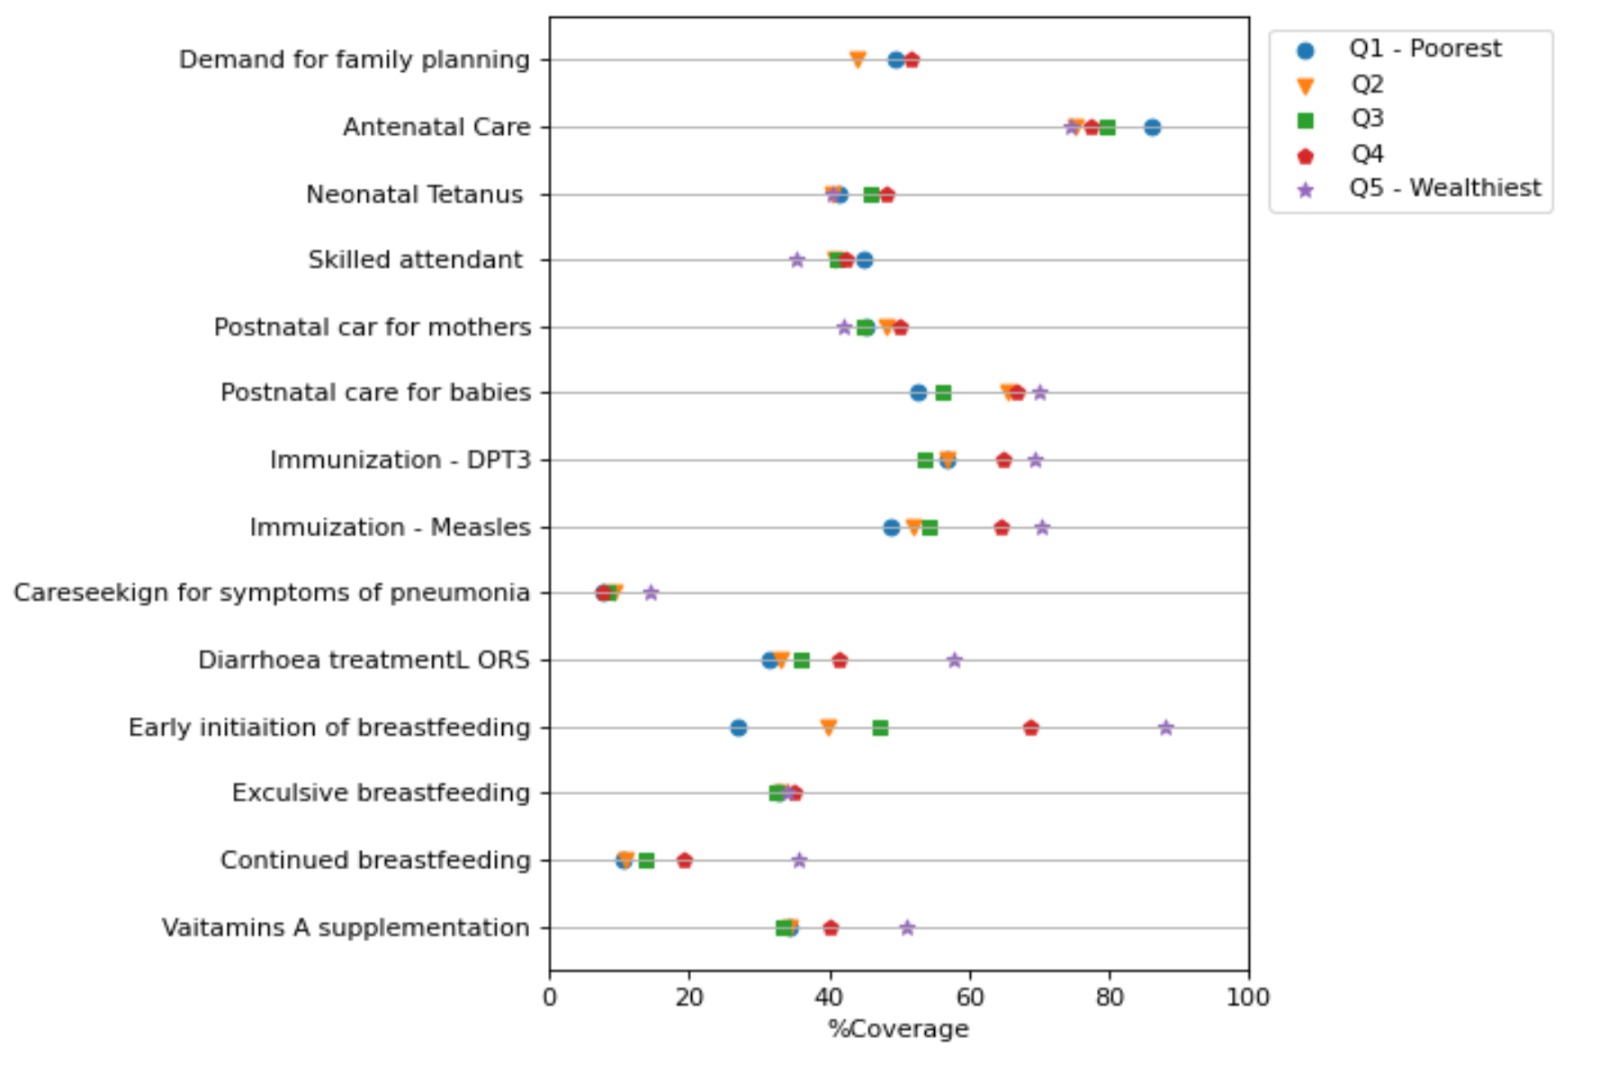 Demand for family planning
Antenatal Care
Neonatal Tetanus
Skilled attendant
Postnatal car for mothers
Postnatal care for babies
Immunization - DPT3
Immuization - Measles
Careseekign for symptoms of pneumonia
Diarrhoea treatmentL ORS
Early initiaition of breastfeeding
Exculsive breastfeeding
Continued breastfeeding
Vaitamins A supplementation
0 20 40 60 80 100
%Coverage
Q1 - Poorest
Q2
Q3
Q4
Q5 - Wealthiest